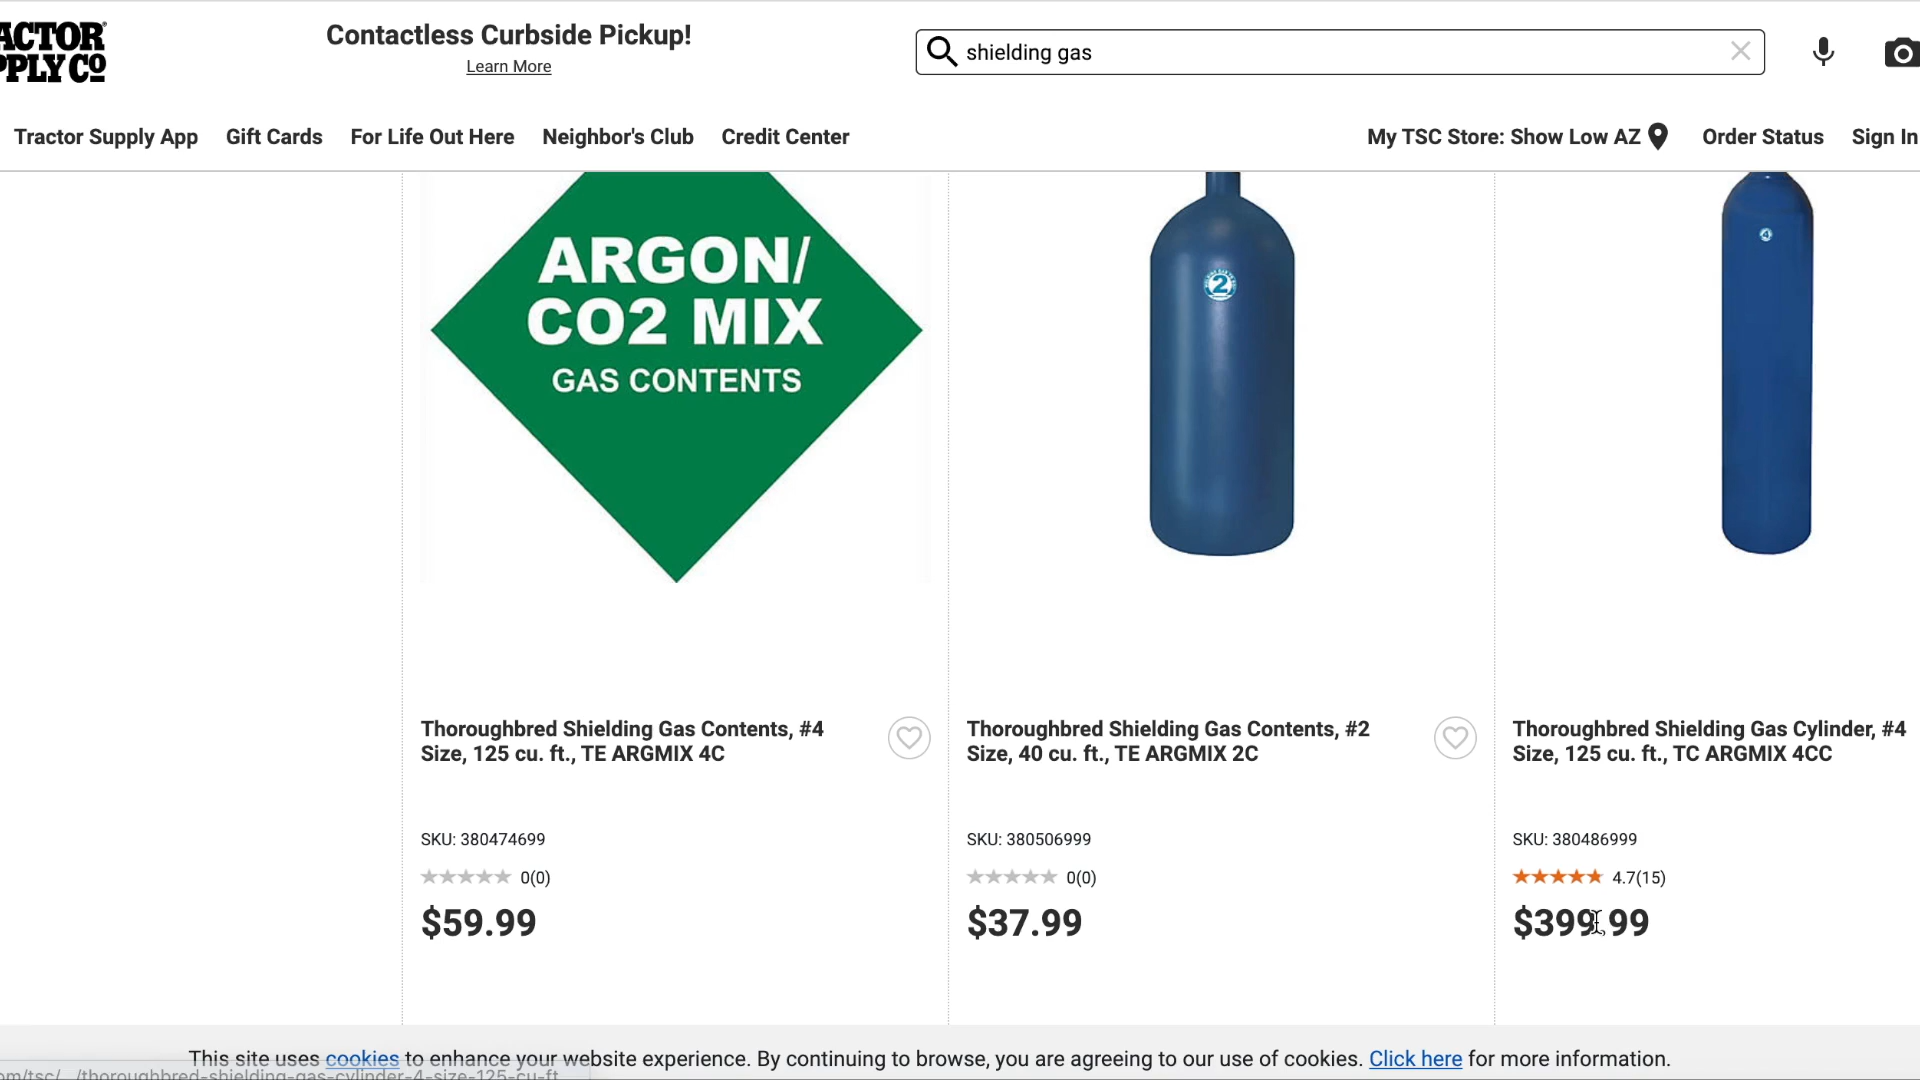 ACTOR
PPLY CO
Contactless Curbside Pickup!
Learn More
shielding gas
Tractor Supply App Gift Cards For Life Out Here Neighbor's Club Credit Center My TSC Store: Show Low AZ Order Status Sign In
ARGON/
CO2 MIX
GAS CONTENTS
2
4
Thoroughbred Shielding Gas Contents, #4
Size, 125 cu. ft., TE ARGMIX 4C
SKU: 380474699
0(0)
$59.99
Thoroughbred Shielding Gas Contents, #2
Size, 40 cu. ft., TE ARGMIX 2C
SKU: 380506999
0(0)
$37.99
Thoroughbred Shielding Gas Cylinder, #4
Size, 125 cu. ft., TC ARGMIX 4CC
SKU: 380486999
4.7(15)
$399.99
This site uses cookies to enhance your website experience. By continuing to browse, you are agreeing to our use of cookies. Click here for more information.
om/tsc/.../thoroughbred-shielding-gas-cylinder-4-size-125-cu-ft